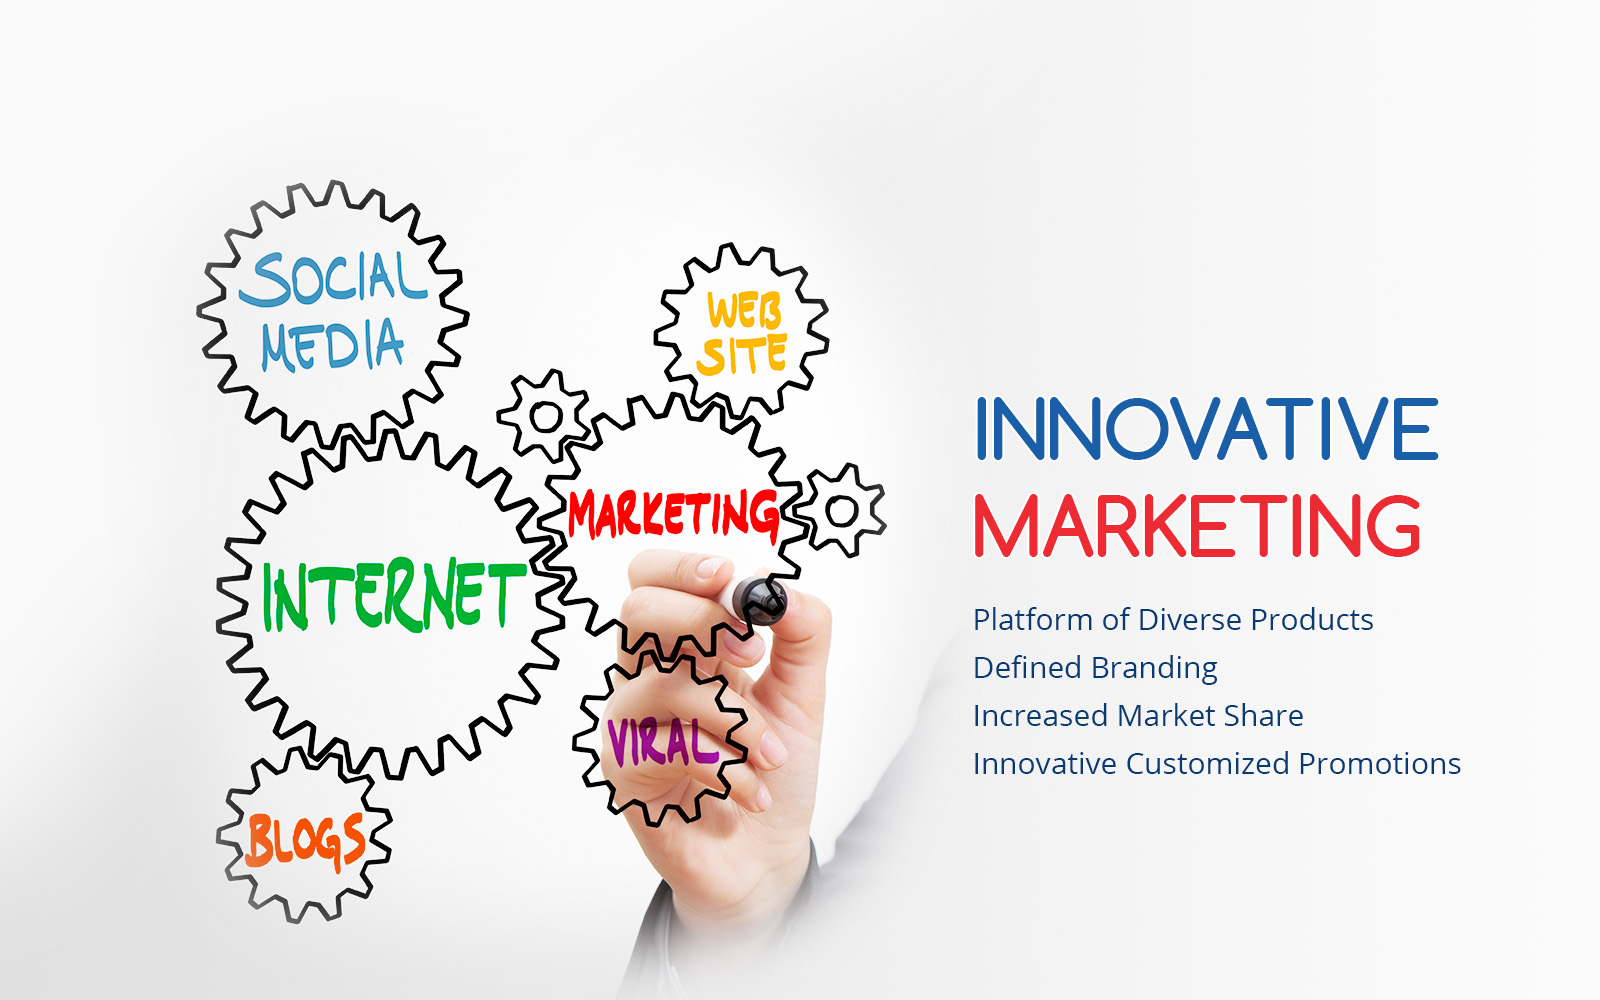 SOCIAL
MEDIA
WEB
SITE
MARKETING
INTERNET
VIRAL
BLOGS
INNOVATIVE
MARKETING
Platform of Diverse Products
Defined Branding
Increased Market Share
Innovative Customized Promotions